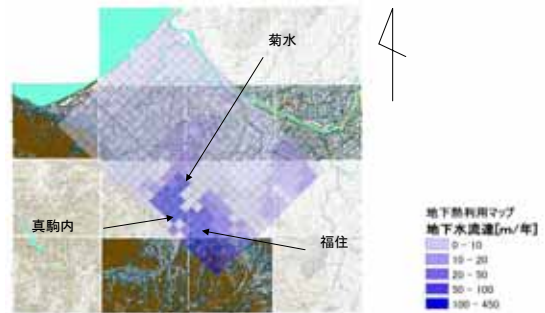 菊水
真駒内
福住
地下熱利用マップ
地下水流速[m/年]
0 - 10
10 - 20
20 - 50
50 - 100
100 - 450